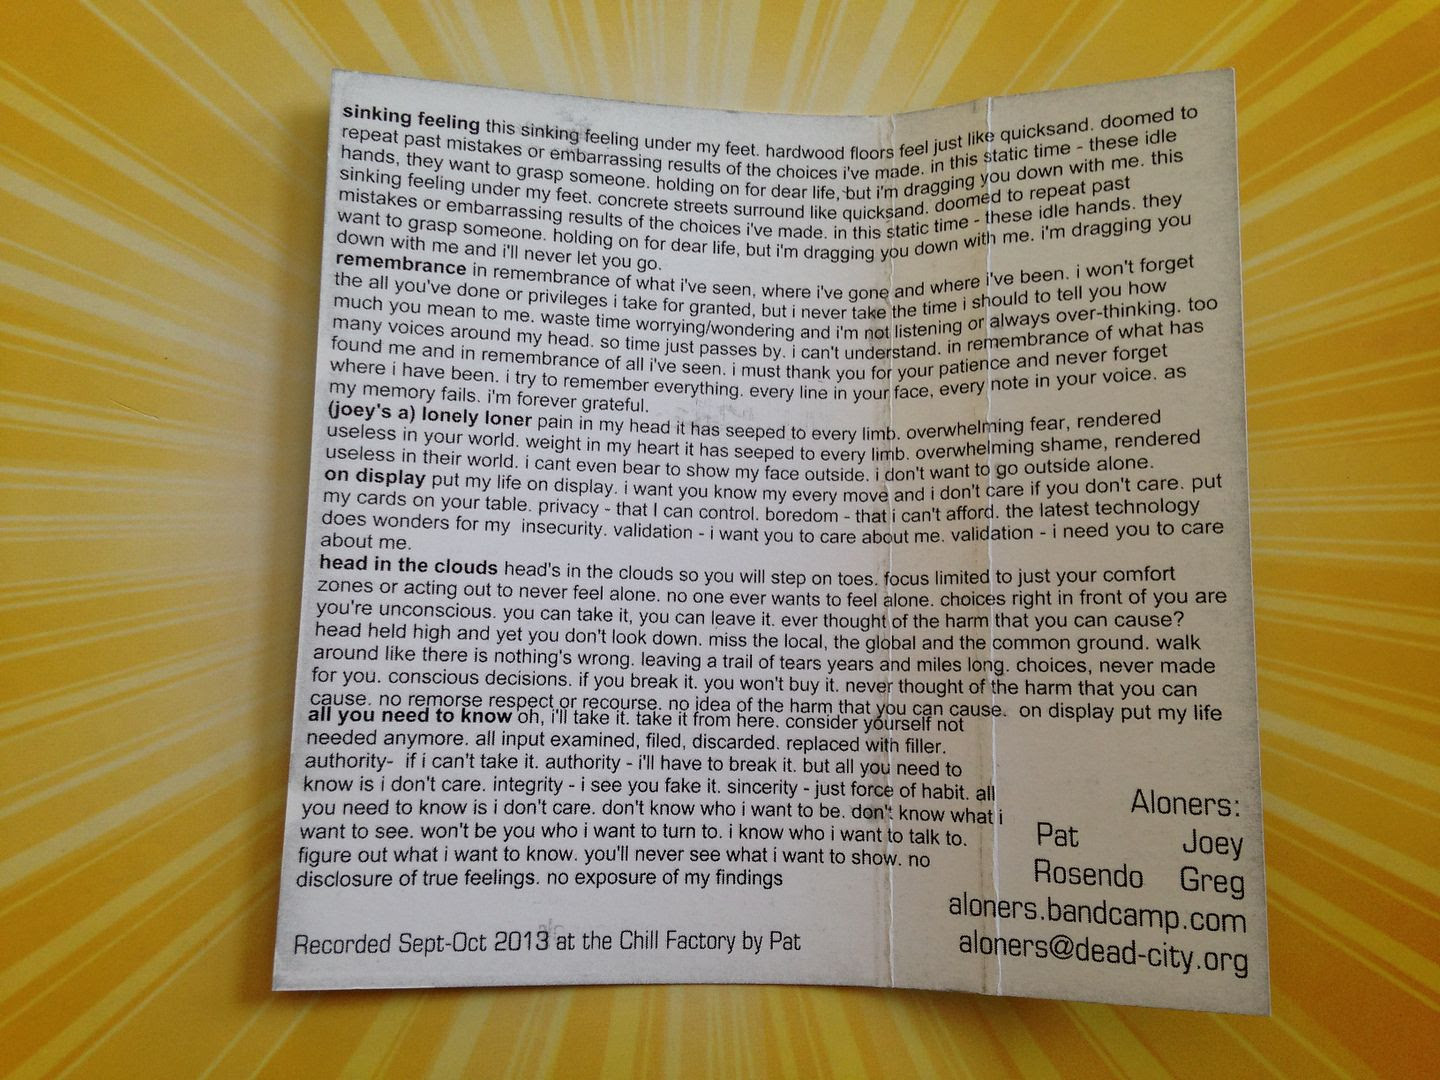 sinking feeling this sinking feeling under my feet. hardwood floors feel just like quicksand. doomed to
repeat past mistakes or embarrassing results of the choices i've made. in this static time - these idle
hands, they want to grasp someone. holding on for dear life, but i'm dragging you down with me. this
sinking feeling under my feet. concrete streets surround like quicksand. doomed to repeat past
mistakes or embarrassing results of the choices i've made. in this static time - these idle hands. they
want to grasp someone. holding on for dear life, but i'm dragging you down with me. i'm dragging you
down with me and i'll never let you go.
remembrance in remembrance of what i've seen, where i've gone and where i've been. i won't forget
the all you've done or privileges i take for granted, but i never take the time i should to tell you how
much you mean to me. waste time worrying/wondering and i'm not listening or always over-thinking. too
many voices around my head. so time just passes by. i can't understand. in remembrance of what has
found me and in remembrance of all i've seen. i must thank you for your patience and never forget
where i have been. i try to remember everything. every line in your face, every note in your voice. as
my memory fails. i'm forever grateful.
(joey's a) lonely loner pain in my head it has seeped to every limb. overwhelming fear, rendered
useless in your world. weight in my heart it has seeped to every limb. overwhelming shame, rendered
useless in their world. i cant even bear to show my face outside. i don't want to go outside alone.
on display put my life on display. i want you know my every move and i don't care if you don't care. put
my cards on your table. privacy - that I can control. boredom - that i can't afford. the latest technology
does wonders for my insecurity. validation - i want you to care about me. validation - i need you to care
about me.
head in the clouds head's in the clouds so you will step on toes. focus limited to just your comfort
zones or acting out to never feel alone. no one ever wants to feel alone. choices right in front of you are
you're unconscious. you can take it, you can leave it. ever thought of the harm that you can cause?
head held high and yet you don't look down. miss the local, the global and the common ground. walk
around like there is nothing's wrong. leaving a trail of tears years and miles long. choices, never made
for you. conscious decisions. if you break it. you won't buy it. never thought of the harm that you can
cause. no remorse respect or recourse. no idea of the harm that you can cause. on display put my life
all you need to know oh, i'll take it. take it from here. consider yourself not
needed anymore. all input examined, filed, discarded. replaced with filler.
authority- if i can't take it. authority - i'll have to break it. but all you need to
know is i don't care. integrity - i see you fake it. sincerity - just force of habit. all
you need to know is i don't care. don't know who i want to be. don't know what i
want to see. won't be you who i want to turn to. i know who i want to talk to.
figure out what i want to know. you'll never see what i want to show. no
disclosure of true feelings. no exposure of my findings
Recorded Sept-Oct 2013 at the Chill Factory by Pat
Aloners:
Pat Joey
Rosendo Greg
aloners.bandcamp.com
aloners@dead-city.org